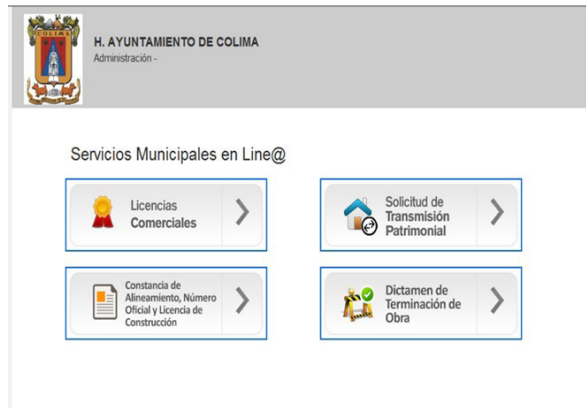 COLIMA
H. AYUNTAMIENTO DE COLIMA
Administración -
Servicios Municipales en Line@
Licencias
Comerciales
Solicitud de
Transmisión
Patrimonial
Constancia de
Alineamiento, Número
Oficial y Licencia de
Construcción
Dictamen de
Terminación de
Obra